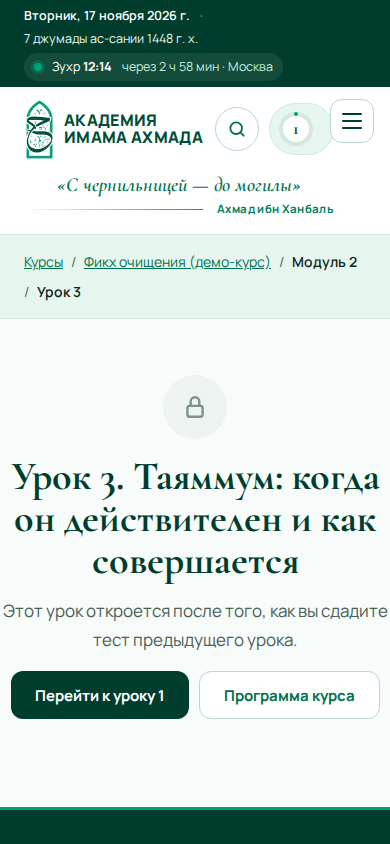 Вторник, 17 ноября 2026 г. ·
7 джумады ас-сании 1448 г. х.
Зухр 12:14 через 2 ч 58 мин · Москва
АКАДЕМИЯ
ИМАМА АХМАДА
1
«С чернильницей — до могилы»
Ахмад ибн Ханбаль
Курсы / Фикх очищения (демо-курс) / Модуль 2
/ Урок 3
Урок 3. Таяммум: когда
он действителен и как
совершается
Этот урок откроется после того, как вы сдадите
тест предыдущего урока.
Перейти к уроку 1
Программа курса